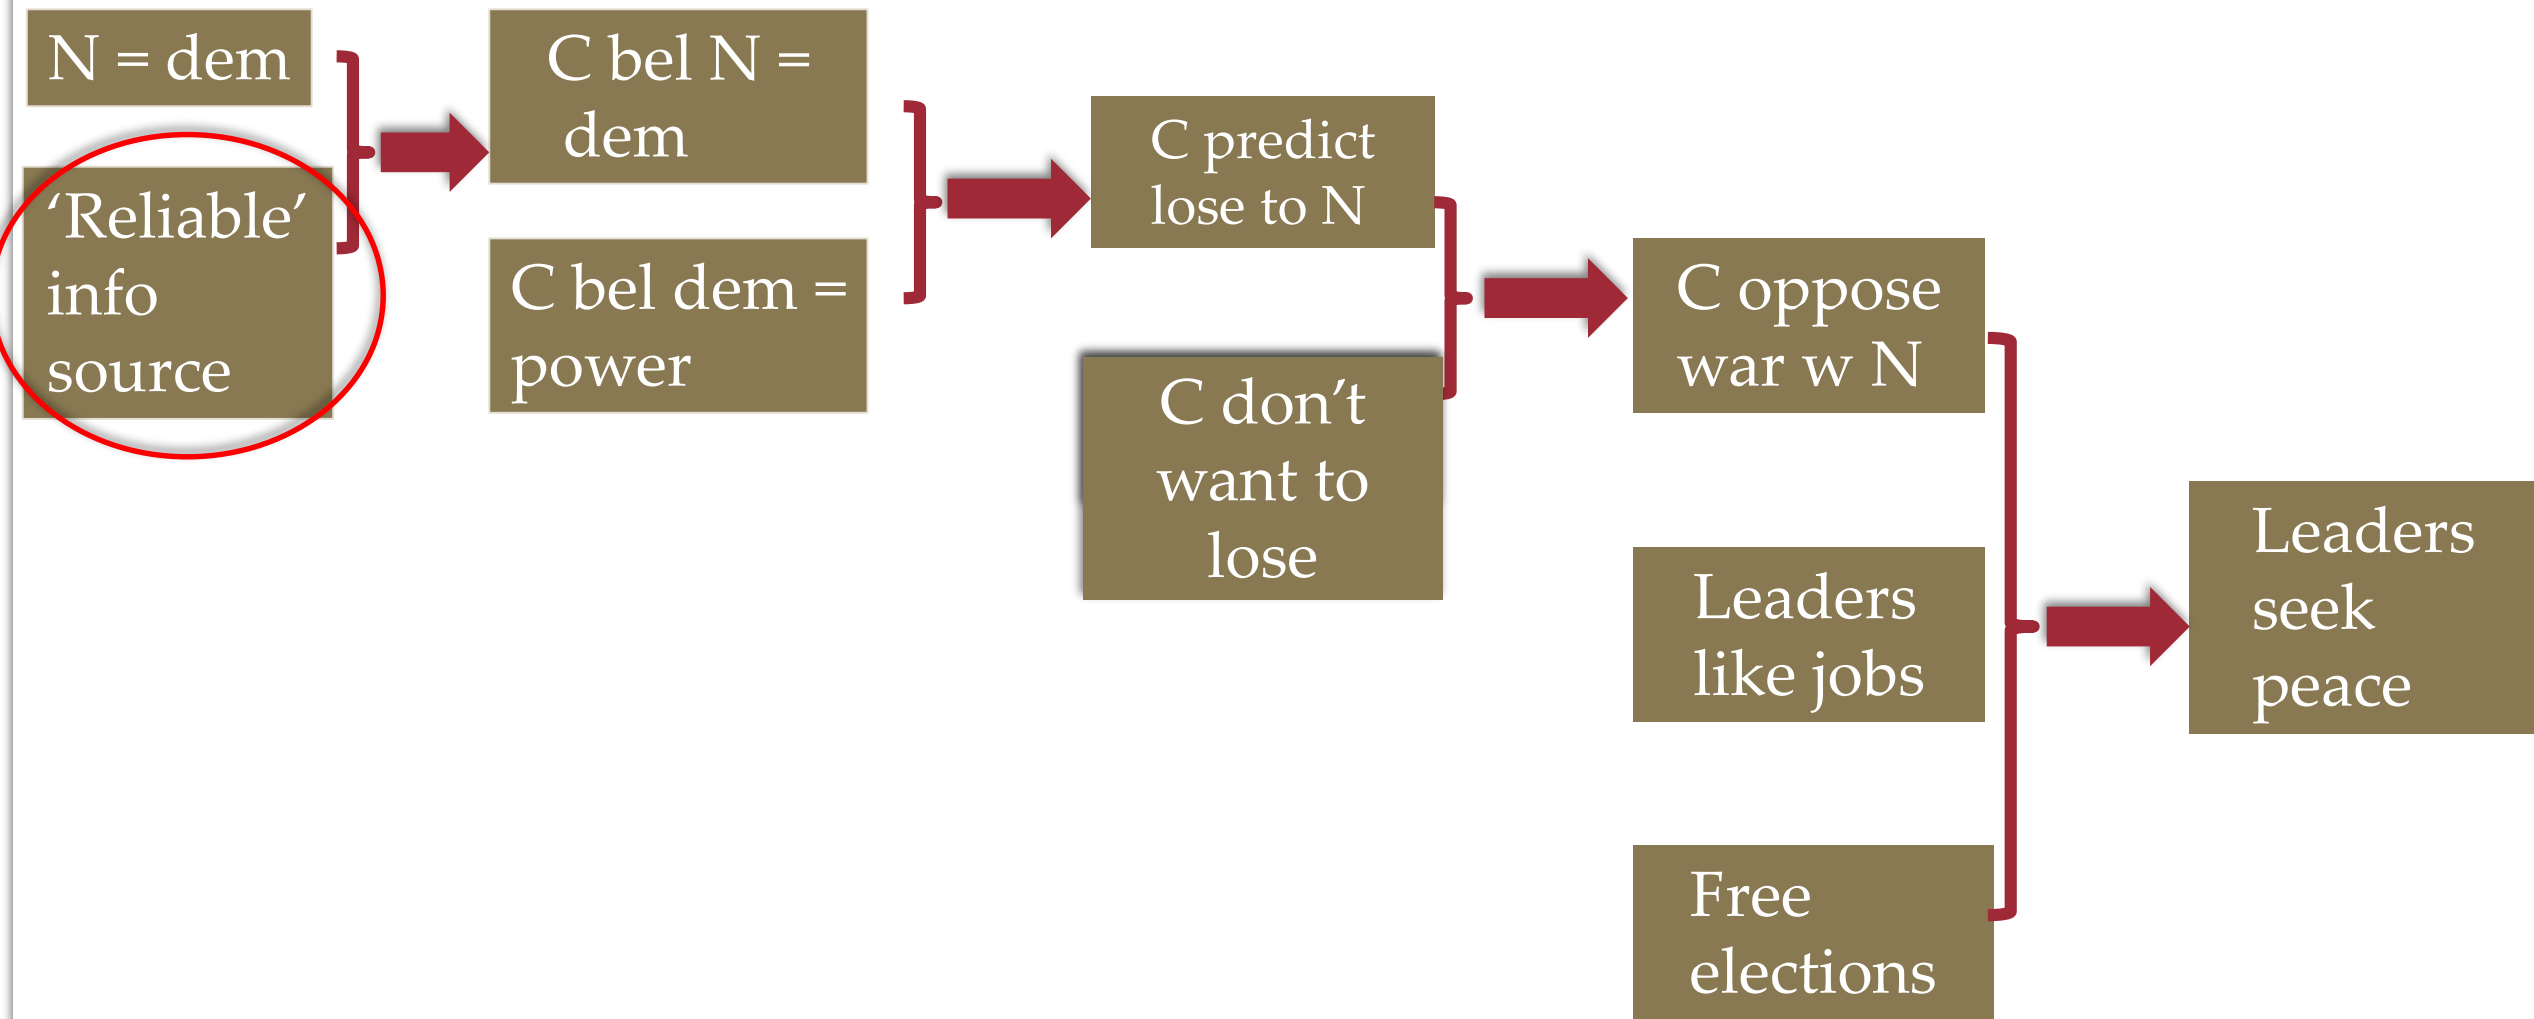 N = dem
‘Reliable’
info
source
C bel N =
dem
C bel dem =
power
C predict
lose to N
C don’t
want to
lose
C oppose
war w N
Leaders
like jobs
Free
elections
Leaders
seek
peace